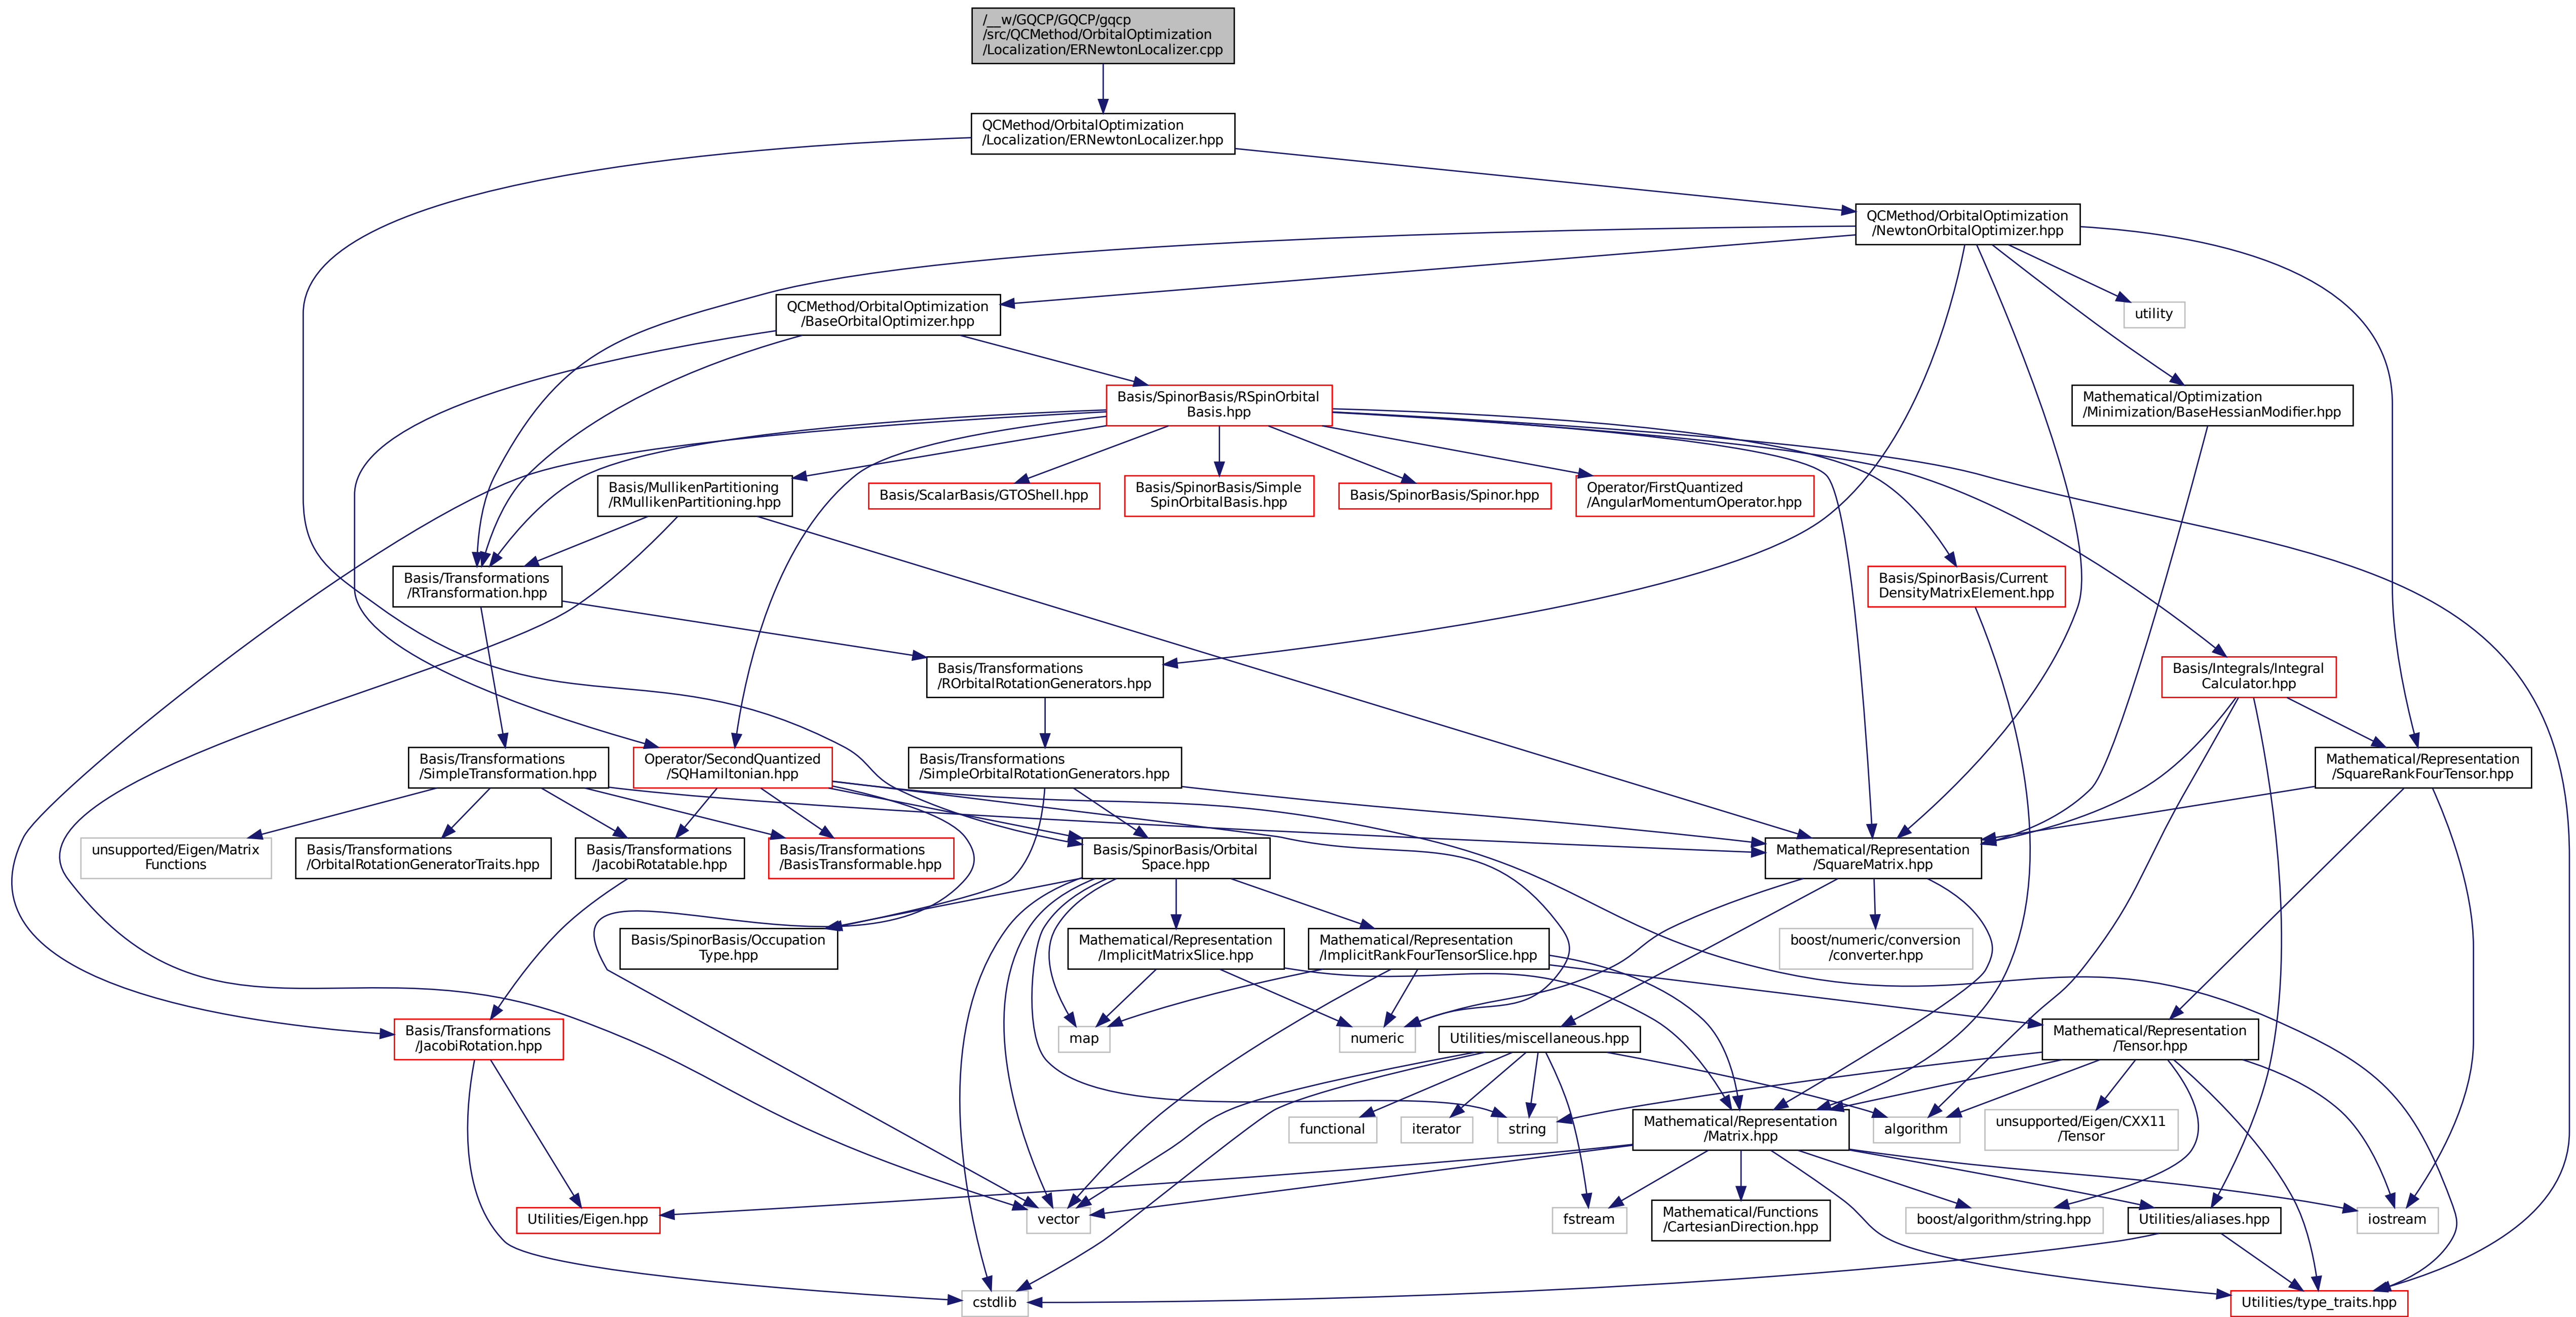 /__w/GQCP/GQCP/gqcp
/src/QCMethod/OrbitalOptimization
/Localization/ERNewtonLocalizer.cpp
QCMethod/OrbitalOptimization
/Localization/ERNewtonLocalizer.hpp
QCMethod/OrbitalOptimization
/NewtonOrbitalOptimizer.hpp
QCMethod/OrbitalOptimization
/BaseOrbitalOptimizer.hpp
utility
Basis/SpinorBasis/RSpinOrbital
Basis.hpp
Mathematical/Optimization
/Minimization/BaseHessianModifier.hpp
Basis/MullikenPartitioning
/RMullikenPartitioning.hpp
Basis/ScalarBasis/GTOShell.hpp
Basis/SpinorBasis/Simple
SpinOrbitalBasis.hpp
Basis/SpinorBasis/Spinor.hpp
Operator/FirstQuantized
/AngularMomentumOperator.hpp
Basis/Transformations
/RTransformation.hpp
Basis/SpinorBasis/Current
DensityMatrixElement.hpp
Basis/Transformations
/ROrbitalRotationGenerators.hpp
Basis/Integrals/Integral
Calculator.hpp
Basis/Transformations
/SimpleTransformation.hpp
Operator/SecondQuantized
/SQHamiltonian.hpp
Basis/Transformations
/SimpleOrbitalRotationGenerators.hpp
Mathematical/Representation
/SquareRankFourTensor.hpp
unsupported/Eigen/Matrix
Functions
Basis/Transformations
/OrbitalRotationGeneratorTraits.hpp
Basis/Transformations
/JacobiRotatable.hpp
Basis/Transformations
/BasisTransformable.hpp
Basis/SpinorBasis/Orbital
Space.hpp
Mathematical/Representation
/SquareMatrix.hpp
Basis/SpinorBasis/Occupation
Type.hpp
Mathematical/Representation
/ImplicitMatrixSlice.hpp
Mathematical/Representation
/ImplicitRankFourTensorSlice.hpp
boost/numeric/conversion
/converter.hpp
Basis/Transformations
/JacobiRotation.hpp
map
numeric
Utilities/miscellaneous.hpp
Mathematical/Representation
/Tensor.hpp
functional
iterator
string
Mathematical/Representation
/Matrix.hpp
algorithm
unsupported/Eigen/CXX11
/Tensor
Utilities/Eigen.hpp
vector
fstream
Mathematical/Functions
/CartesianDirection.hpp
boost/algorithm/string.hpp
Utilities/aliases.hpp
iostream
cstdlib
Utilities/type_traits.hpp